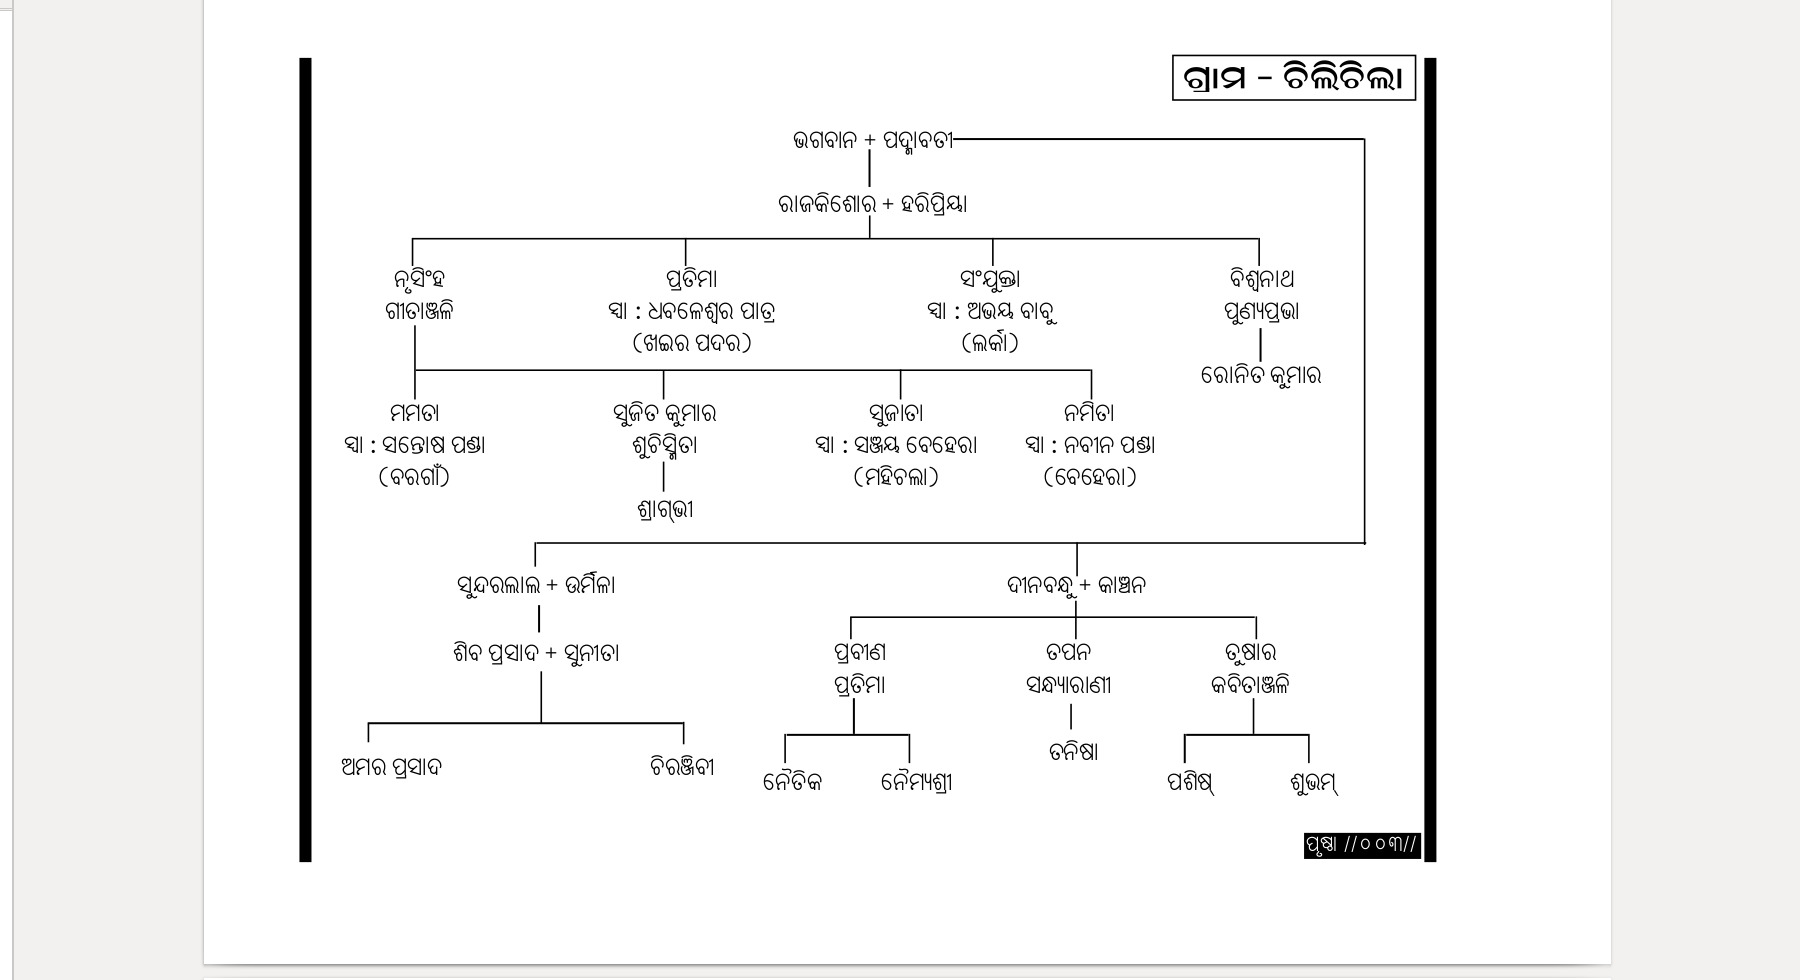 ଗ୍ରାମ - ଚିଲିଚିଲା
ଭଗବାନ + ପଦ୍ମାବତୀ
ରାଜକିଶୋର + ହରିପ୍ରିୟା
ନୃସିଂହ ପ୍ରତିମା ସଂଯୁକ୍ତା ବିଶ୍ୱନାଥ
ଗୀତାଞ୍ଜଳି ସ୍ୱା : ଧବଳେଶ୍ୱର ପାତ୍ର ସ୍ୱା : ଅଭୟ ବାବୁ ପୁଣ୍ୟପ୍ରଭା
(ଖଇର ପଦର) (ଲର୍କା)
ରୋନିତ କୁମାର
ମମତା ସୁଜିତ କୁମାର ସୁଜାତା ନମିତା
ସ୍ୱା : ସନ୍ତୋଷ ପଣ୍ଡା ଶୁଚିସ୍ମିତା ସ୍ୱା : ସଞ୍ଜୟ ବେହେରା ସ୍ୱା : ନବୀନ ପଣ୍ଡା
(ବରଗାଁ) (ମହିଚଲା) (ବେହେରା)
ଶ୍ରାଗ୍ଭୀ
ସୁନ୍ଦରଲାଲ + ଉର୍ମିଳା ଦୀନବନ୍ଧୁ + କାଞ୍ଚନ
ଶିବ ପ୍ରସାଦ + ସୁନୀତା ପ୍ରବୀଣ ତପନ ତୁଷାର
ପ୍ରତିମା ସନ୍ଧ୍ୟାରାଣୀ କବିତାଞ୍ଜଳି
ଅମର ପ୍ରସାଦ ଚିରଞ୍ଜିବୀ ନୈତିକ ନୈମ୍ୟଶ୍ରୀ ତନିଷା ପଶିଷ୍ ଶୁଭମ୍
ପୃଷ୍ଠା //୦୦୩//